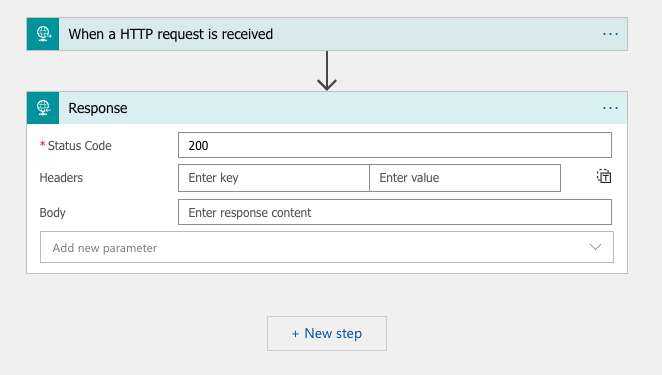 When a HTTP request is received
...
Response
...
*Status Code 200
Headers Enter key Enter value
T
Body Enter response content
Add new parameter
+ New step